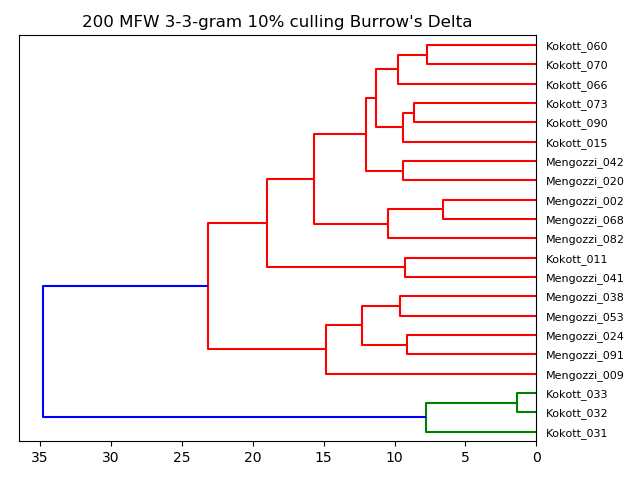 200 MFW 3-3-gram 10% culling Burrow's Delta
Kokott_060
Kokott_070
Kokott_066
Kokott_073
Kokott_090
Kokott_015
Mengozzi_042
Mengozzi_020
Mengozzi_002
Mengozzi_068
Mengozzi_082
Kokott_011
Mengozzi_041
Mengozzi_038
Mengozzi_053
Mengozzi_024
Mengozzi_091
Mengozzi_009
Kokott_033
Kokott_032
Kokott_031
35 30 25 20 15 10 5 0